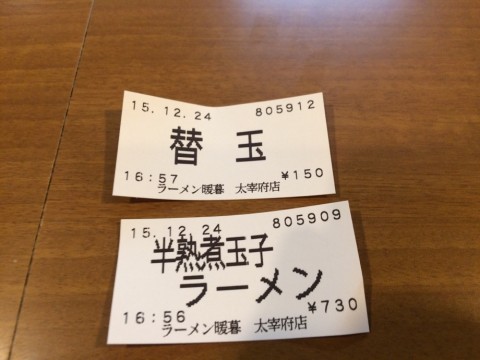 15.12.24 805912
替玉
16:57 ¥150
ラーメン暖暮 太宰府店
15.12.24 805909
半熟煮玉子
ラーメン
16:56 ¥730
ラーメン暖暮 太宰府店